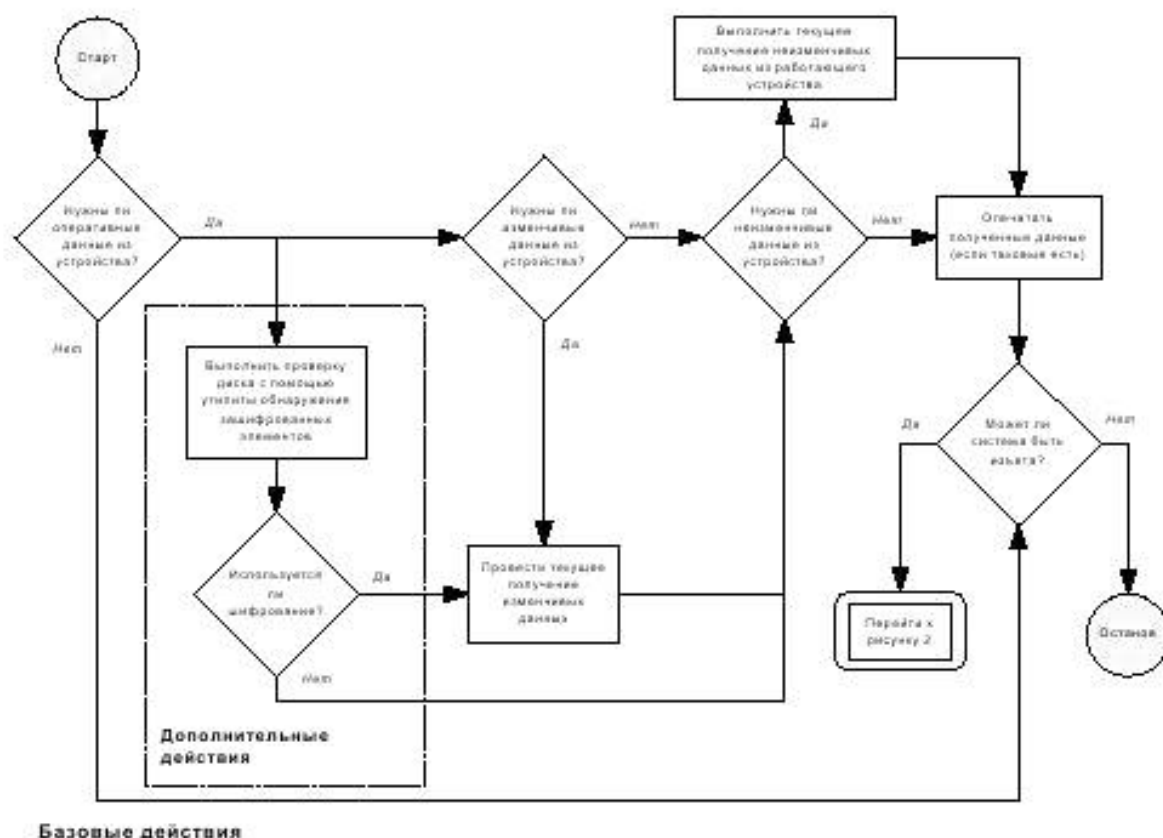 Старт
Нужны ли
оперативные
данные из
устройства?
Да
Нет
Выполнить проверку
диска с помощью
утилиты обнаружения
зашифрованных
элементов
Используется
ли
шифрование?
Да
Нет
Дополнительные
действия
Нужны ли
изменчивые
данные из
устройства?
Нет
Да
Провести текущее
получение
изменчивых
данных
Нужны ли
неизменчивые
данные из
устройства?
Да
Нет
Выполнить текущее
получение неизменчивых
данных из работающего
устройства
Опечатать
полученные данные
(если таковые есть)
Может ли
система быть
изъята?
Да
Нет
Перейти к
рисунку 2
Останов
Базовые действия